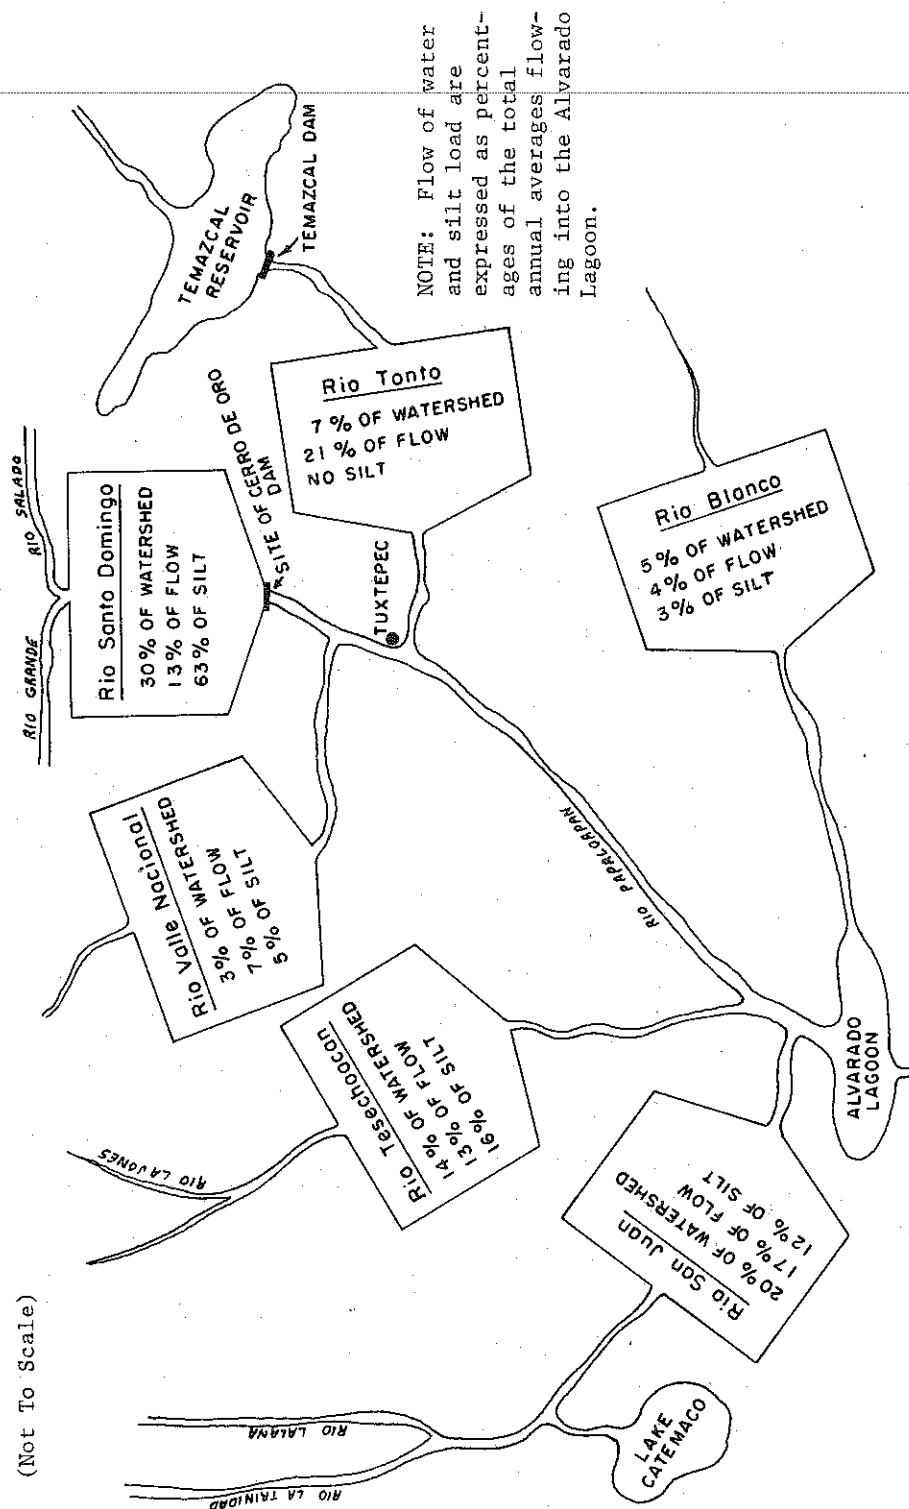 (Not To Scale)
RIO GRANDE
RIO SALADO
Rio Santo Domingo
30% OF WATERSHED
13% OF FLOW
63% OF SILT
SITE OF CERRO DE ORO
DAM
TEMAZCAL
RESERVOIR
TEMAZCAL DAM
Rio Tonto
7% OF WATERSHED
21% OF FLOW
NO SILT
NOTE: Flow of water
and silt load are
expressed as percent-
ages of the total
annual averages flow-
ing into the Alvarado
Lagoon.
Rio Valle Nacional
3% OF WATERSHED
7% OF FLOW
5% OF SILT
TUXTEPEC
RIO LA JONES
Rio Tesechoacan
14% OF WATERSHED
13% OF FLOW
16% OF SILT
RIO PAPALOAPAN
Rio Blanco
5% OF WATERSHED
4% OF FLOW
3% OF SILT
RIO LA TRINIDAD
RIO LALANA
Rio San Juan
20% OF WATERSHED
17% OF FLOW
12% OF SILT
LAKE
CATEMACO
ALVARADO
LAGOON